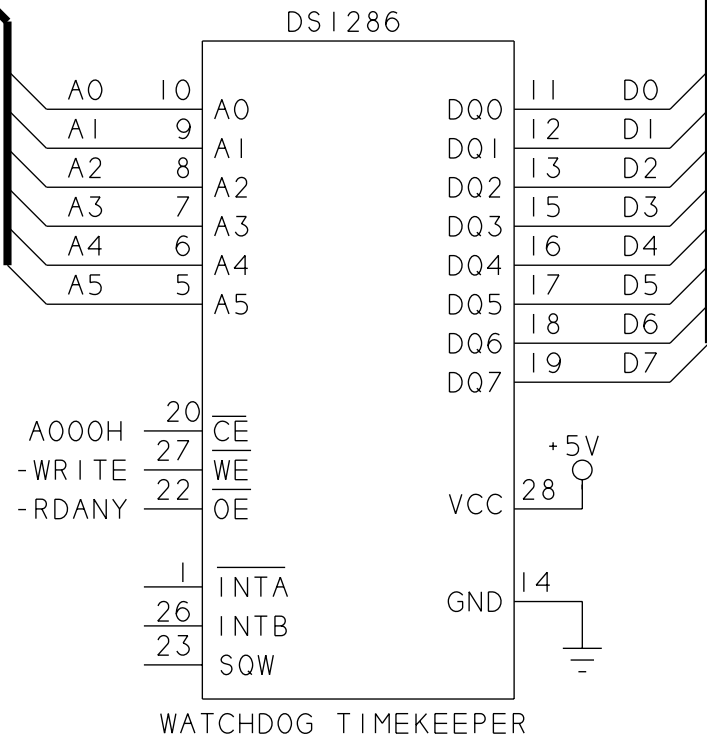 DS1286
A0 10 A0 DQ0 11 D0
A1 9 A1 DQ1 12 D1
A2 8 A2 DQ2 13 D2
A3 7 A3 DQ3 15 D3
A4 6 A4 DQ4 16 D4
A5 5 A5 DQ5 17 D5
DQ6 18 D6
DQ7 19 D7
A000H 20 CE
-WRITE 27 WE
-RDANY 22 OE
+5V
VCC 28
1 INTA
GND 14
26 INTB
23 SQW
WATCHDOG TIMEKEEPER